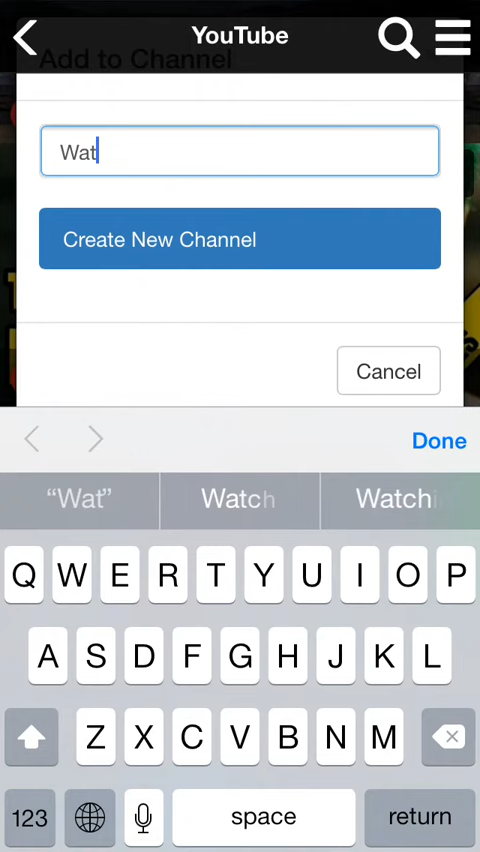 YouTube
Add to Channel
Wat
Create New Channel
Cancel
Done
“Wat” Watch Watchi
Q W E R T Y U I O P
A S D F G H J K L
Z X C V B N M
123 space return